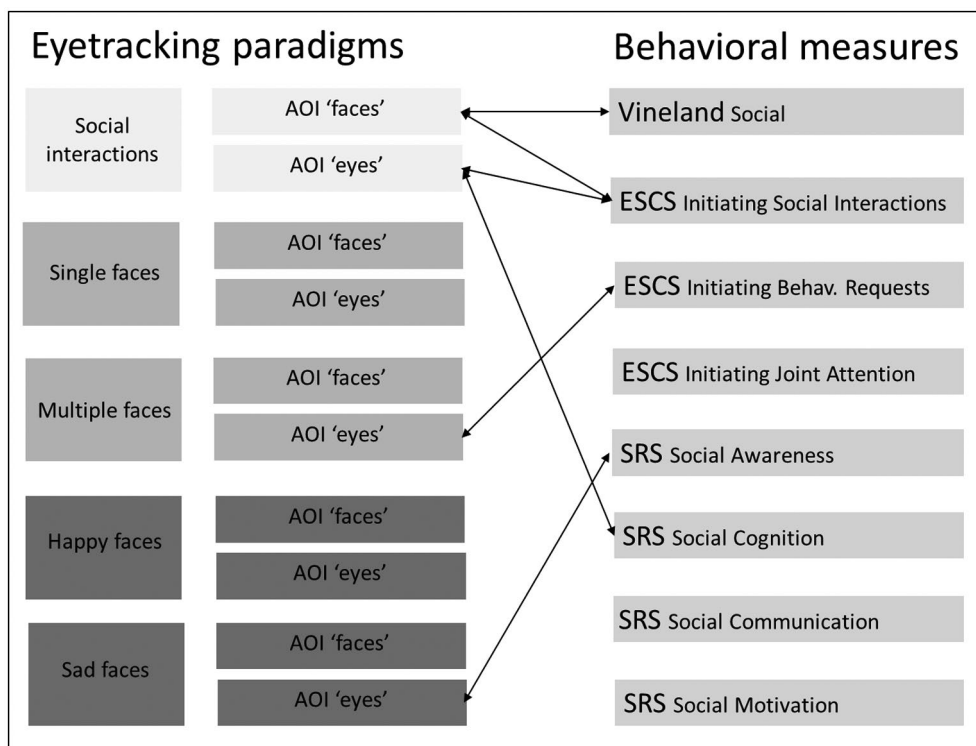 Eyetracking paradigms
Behavioral measures
Social
interactions
AOI ‘faces’
AOI ‘eyes’
Single faces
AOI ‘faces’
AOI ‘eyes’
Multiple faces
AOI ‘faces’
AOI ‘eyes’
Happy faces
AOI ‘faces’
AOI ‘eyes’
Sad faces
AOI ‘faces’
AOI ‘eyes’
Vineland Social
ESCS Initiating Social Interactions
ESCS Initiating Behav. Requests
ESCS Initiating Joint Attention
SRS Social Awareness
SRS Social Cognition
SRS Social Communication
SRS Social Motivation